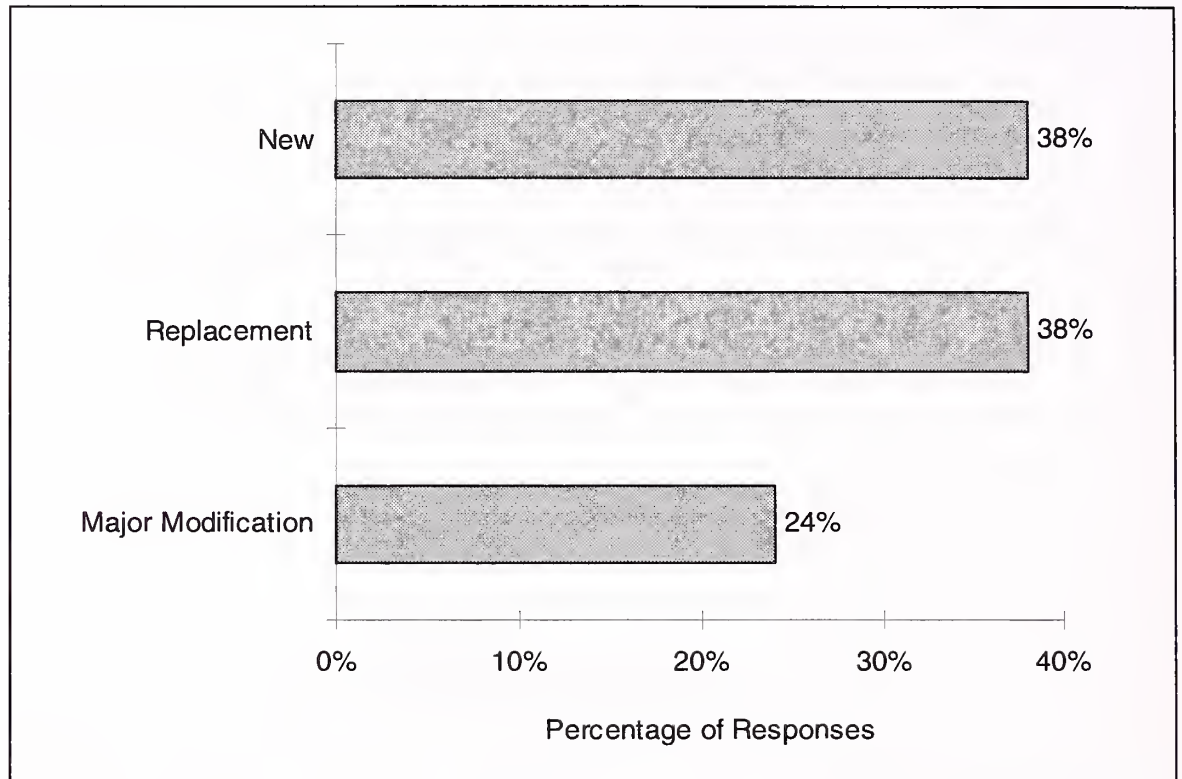 New
38%
Replacement
38%
Major Modification
24%
0% 10% 20% 30% 40%
Percentage of Responses